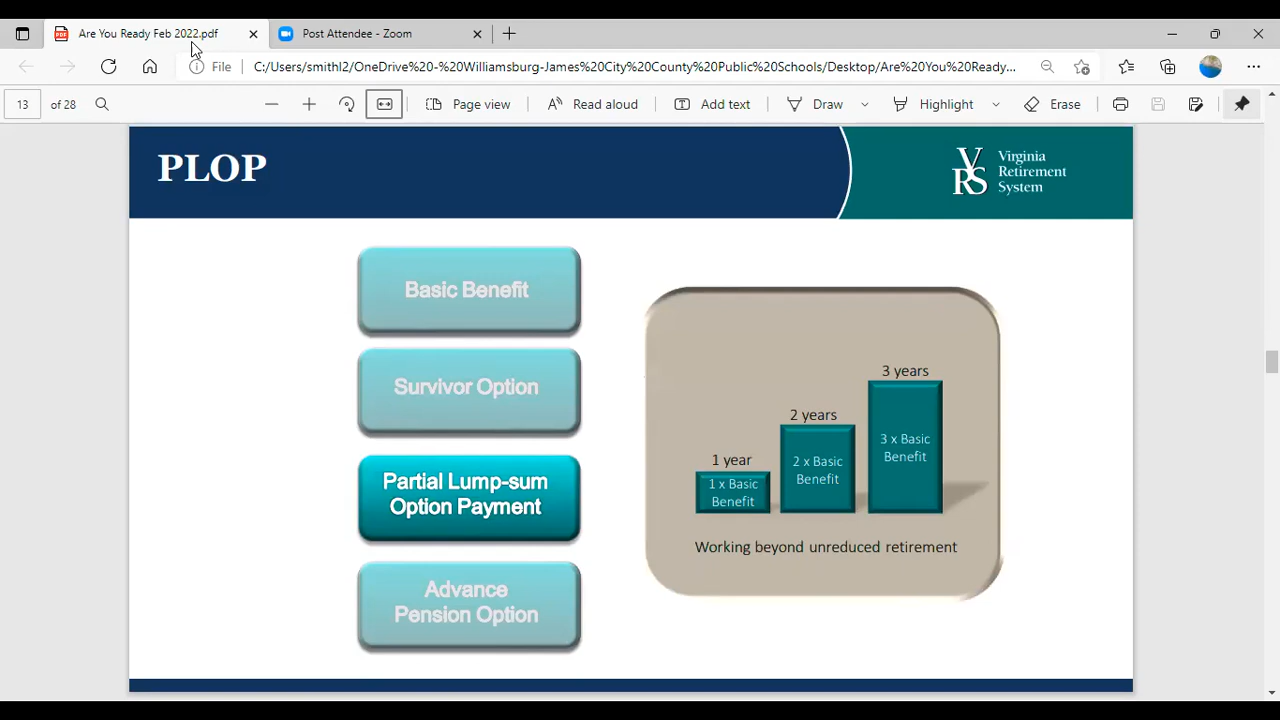 Are You Ready Feb 2022.pdf
Post Attendee - Zoom
File
C:/Users/smithl2/OneDrive%20-%20Williamsburg-James%20City%20County%20Public%20Schools/Desktop/Are%20You%20Ready...
13 of 28
Page view
Read aloud
Add text
Draw
Highlight
Erase
PLOP
Virginia
Retirement
System
VRS
Basic Benefit
Survivor Option
Partial Lump-sum
Option Payment
Advance
Pension Option
3 years
2 years
1 year
3 x Basic
Benefit
2 x Basic
Benefit
1 x Basic
Benefit
Working beyond unreduced retirement